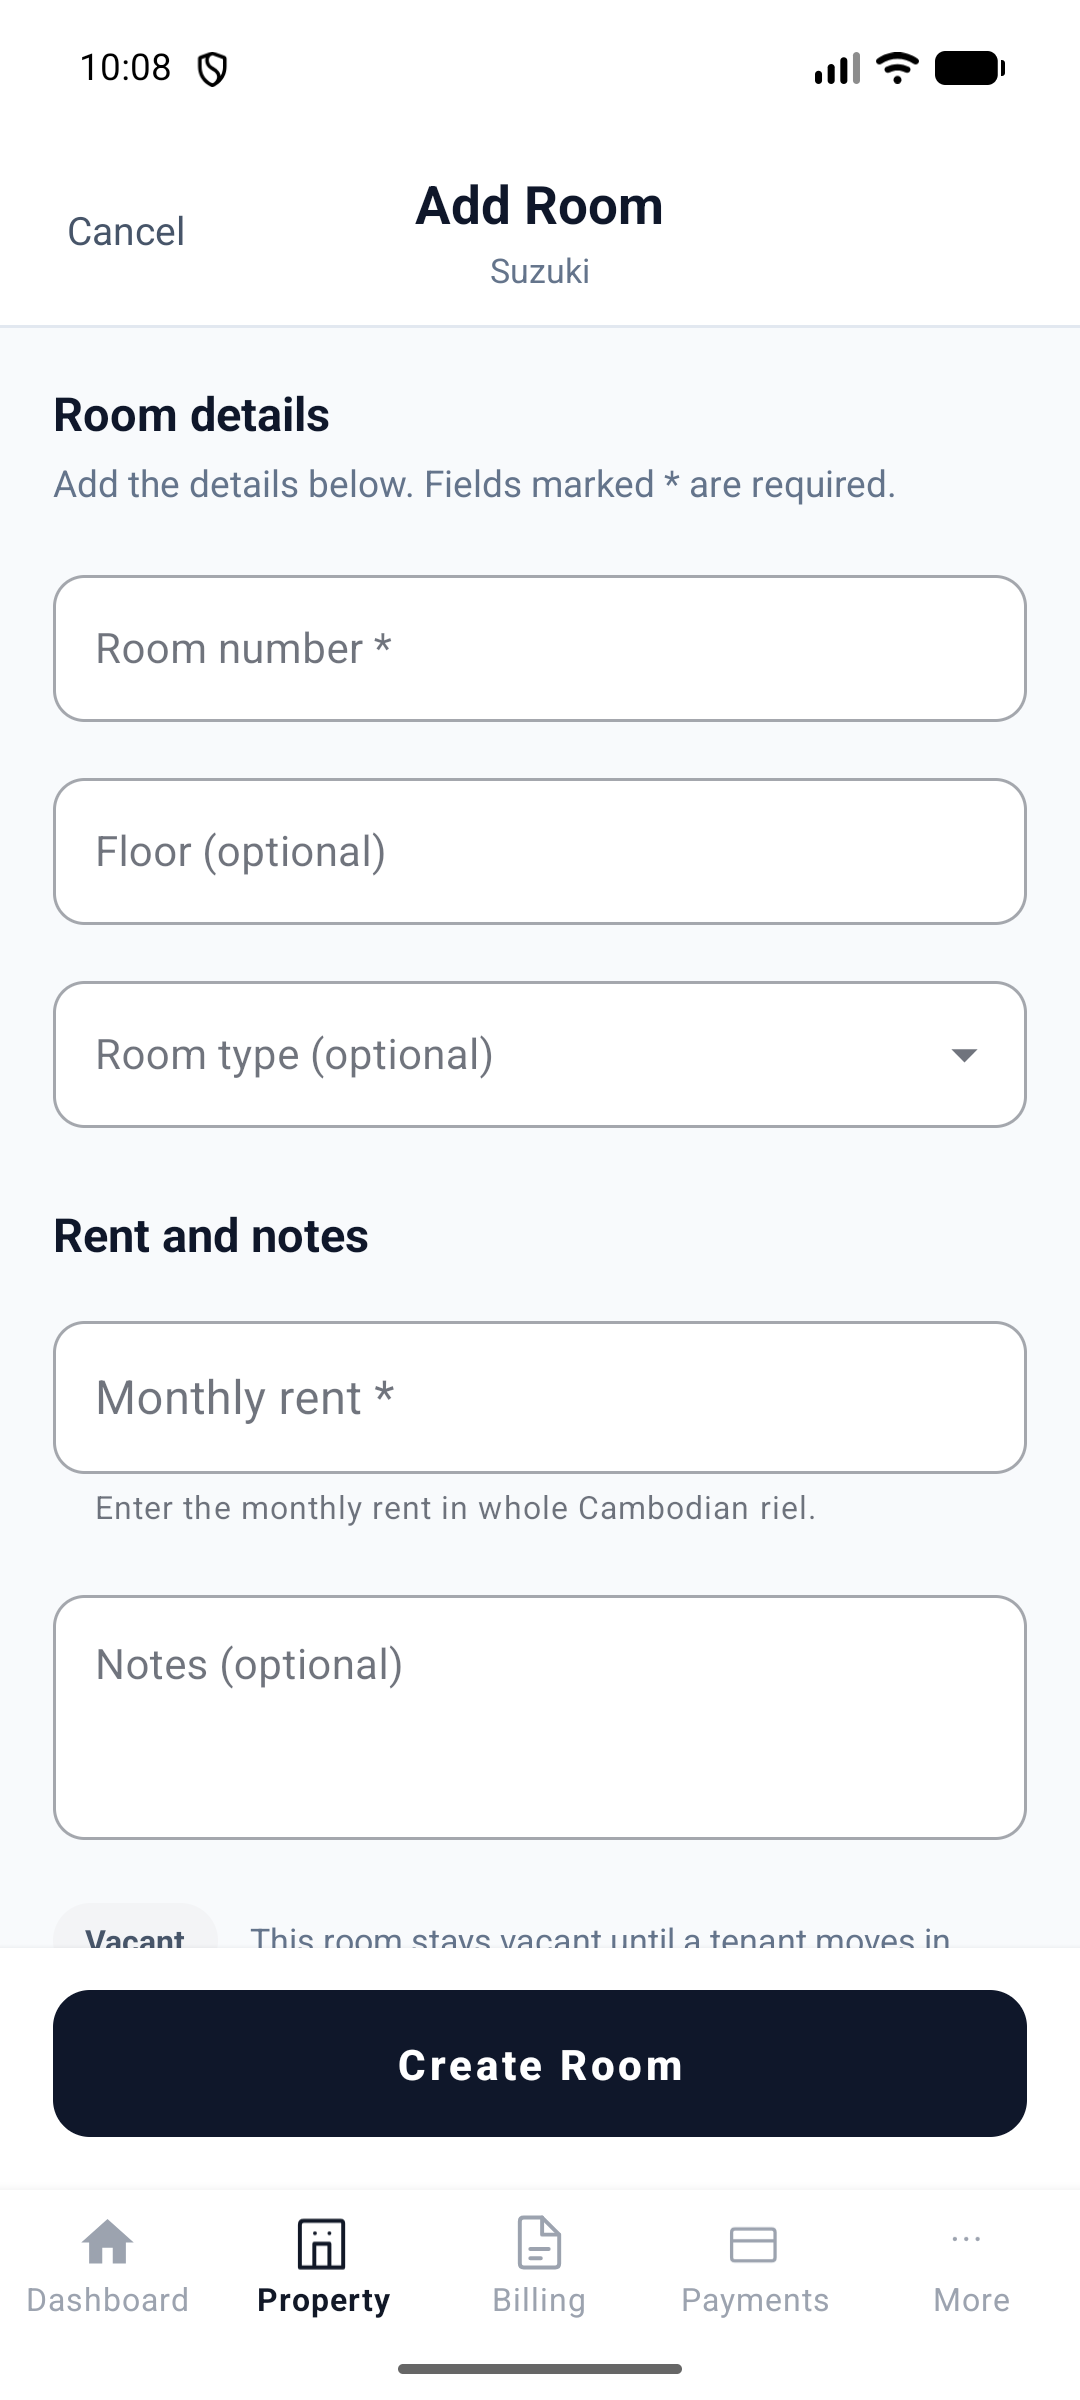 10:08
Cancel
Add Room
Suzuki
Room details
Add the details below. Fields marked * are required.
Room number *
Floor (optional)
Room type (optional)
Rent and notes
Monthly rent *
Enter the monthly rent in whole Cambodian riel.
Notes (optional)
Vacant This room stays vacant until a tenant moves in
Create Room
Dashboard Property Billing Payments More